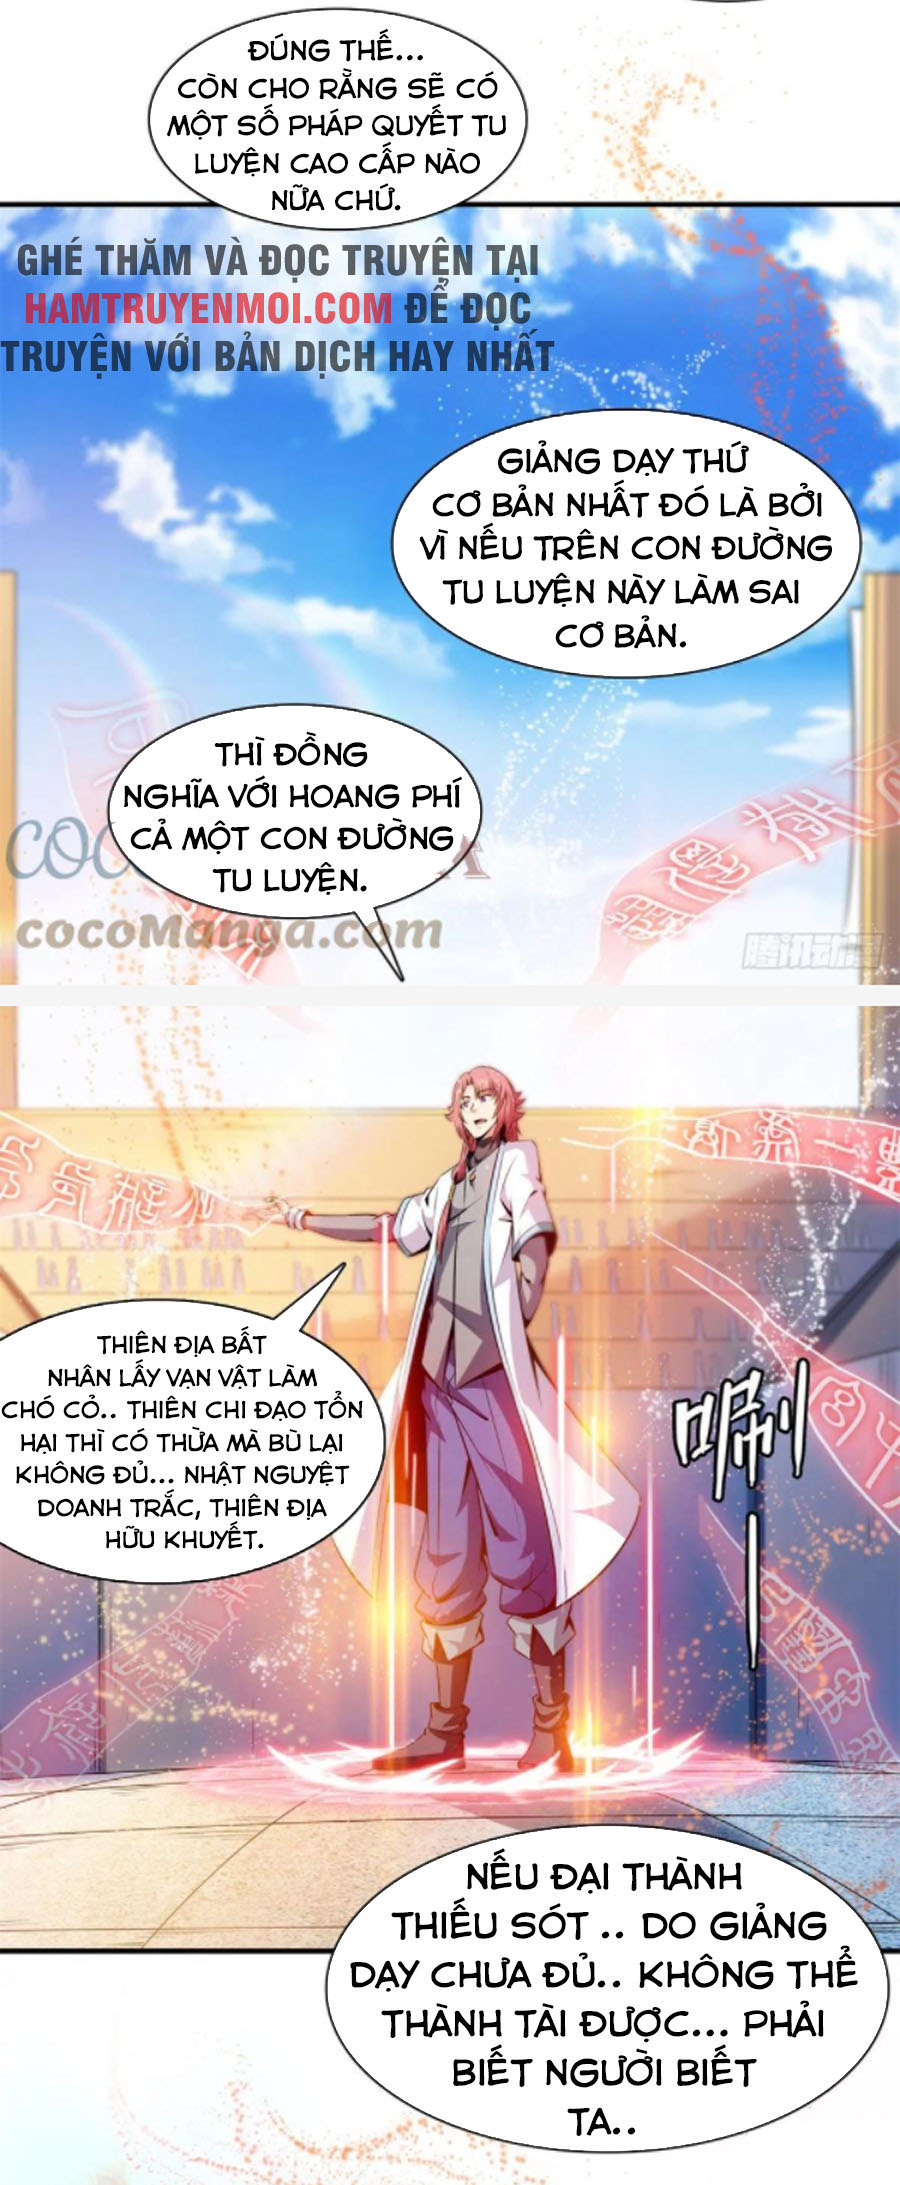 ĐÚNG THẾ...
CÒN CHO RẰNG SẼ CÓ
MỘT SỐ PHÁP QUYẾT TU
LUYỆN CAO CẤP NÀO
NỮA CHỨ.
GHÉ THĂM VÀ ĐỌC TRUYỆN TẠI
HAMTRUYENMOI.COM ĐỂ ĐỌC
TRUYỆN VỚI BẢN DỊCH HAY NHẤT
GIẢNG DẠY THỨ
CƠ BẢN NHẤT ĐÓ LÀ BỞI
VÌ NẾU TRÊN CON ĐƯỜNG
TU LUYỆN NÀY LÀM SAI
CƠ BẢN.
THÌ ĐỒNG
NGHĨA VỚI HOANG PHÍ
CẢ MỘT CON ĐƯỜNG
TU LUYỆN.
cocoManga.com
腾讯动漫
THIÊN ĐỊA BẤT
NHÂN LẤY VẠN VẬT LÀM
CHÓ CỎ.. THIÊN CHI ĐẠO TỔN
HẠI THÌ CÓ THỪA MÀ BÙ LẠI
KHÔNG ĐỦ... NHẬT NGUYỆT
DOANH TRẮC, THIÊN ĐỊA
HỮU KHUYẾT.
唰
NẾU ĐẠI THÀNH
THIẾU SÓT .. DO GIẢNG
DẠY CHƯA ĐỦ.. KHÔNG THỂ
THÀNH TÀI ĐƯỢC... PHẢI
BIẾT NGƯỜI BIẾT
TA..